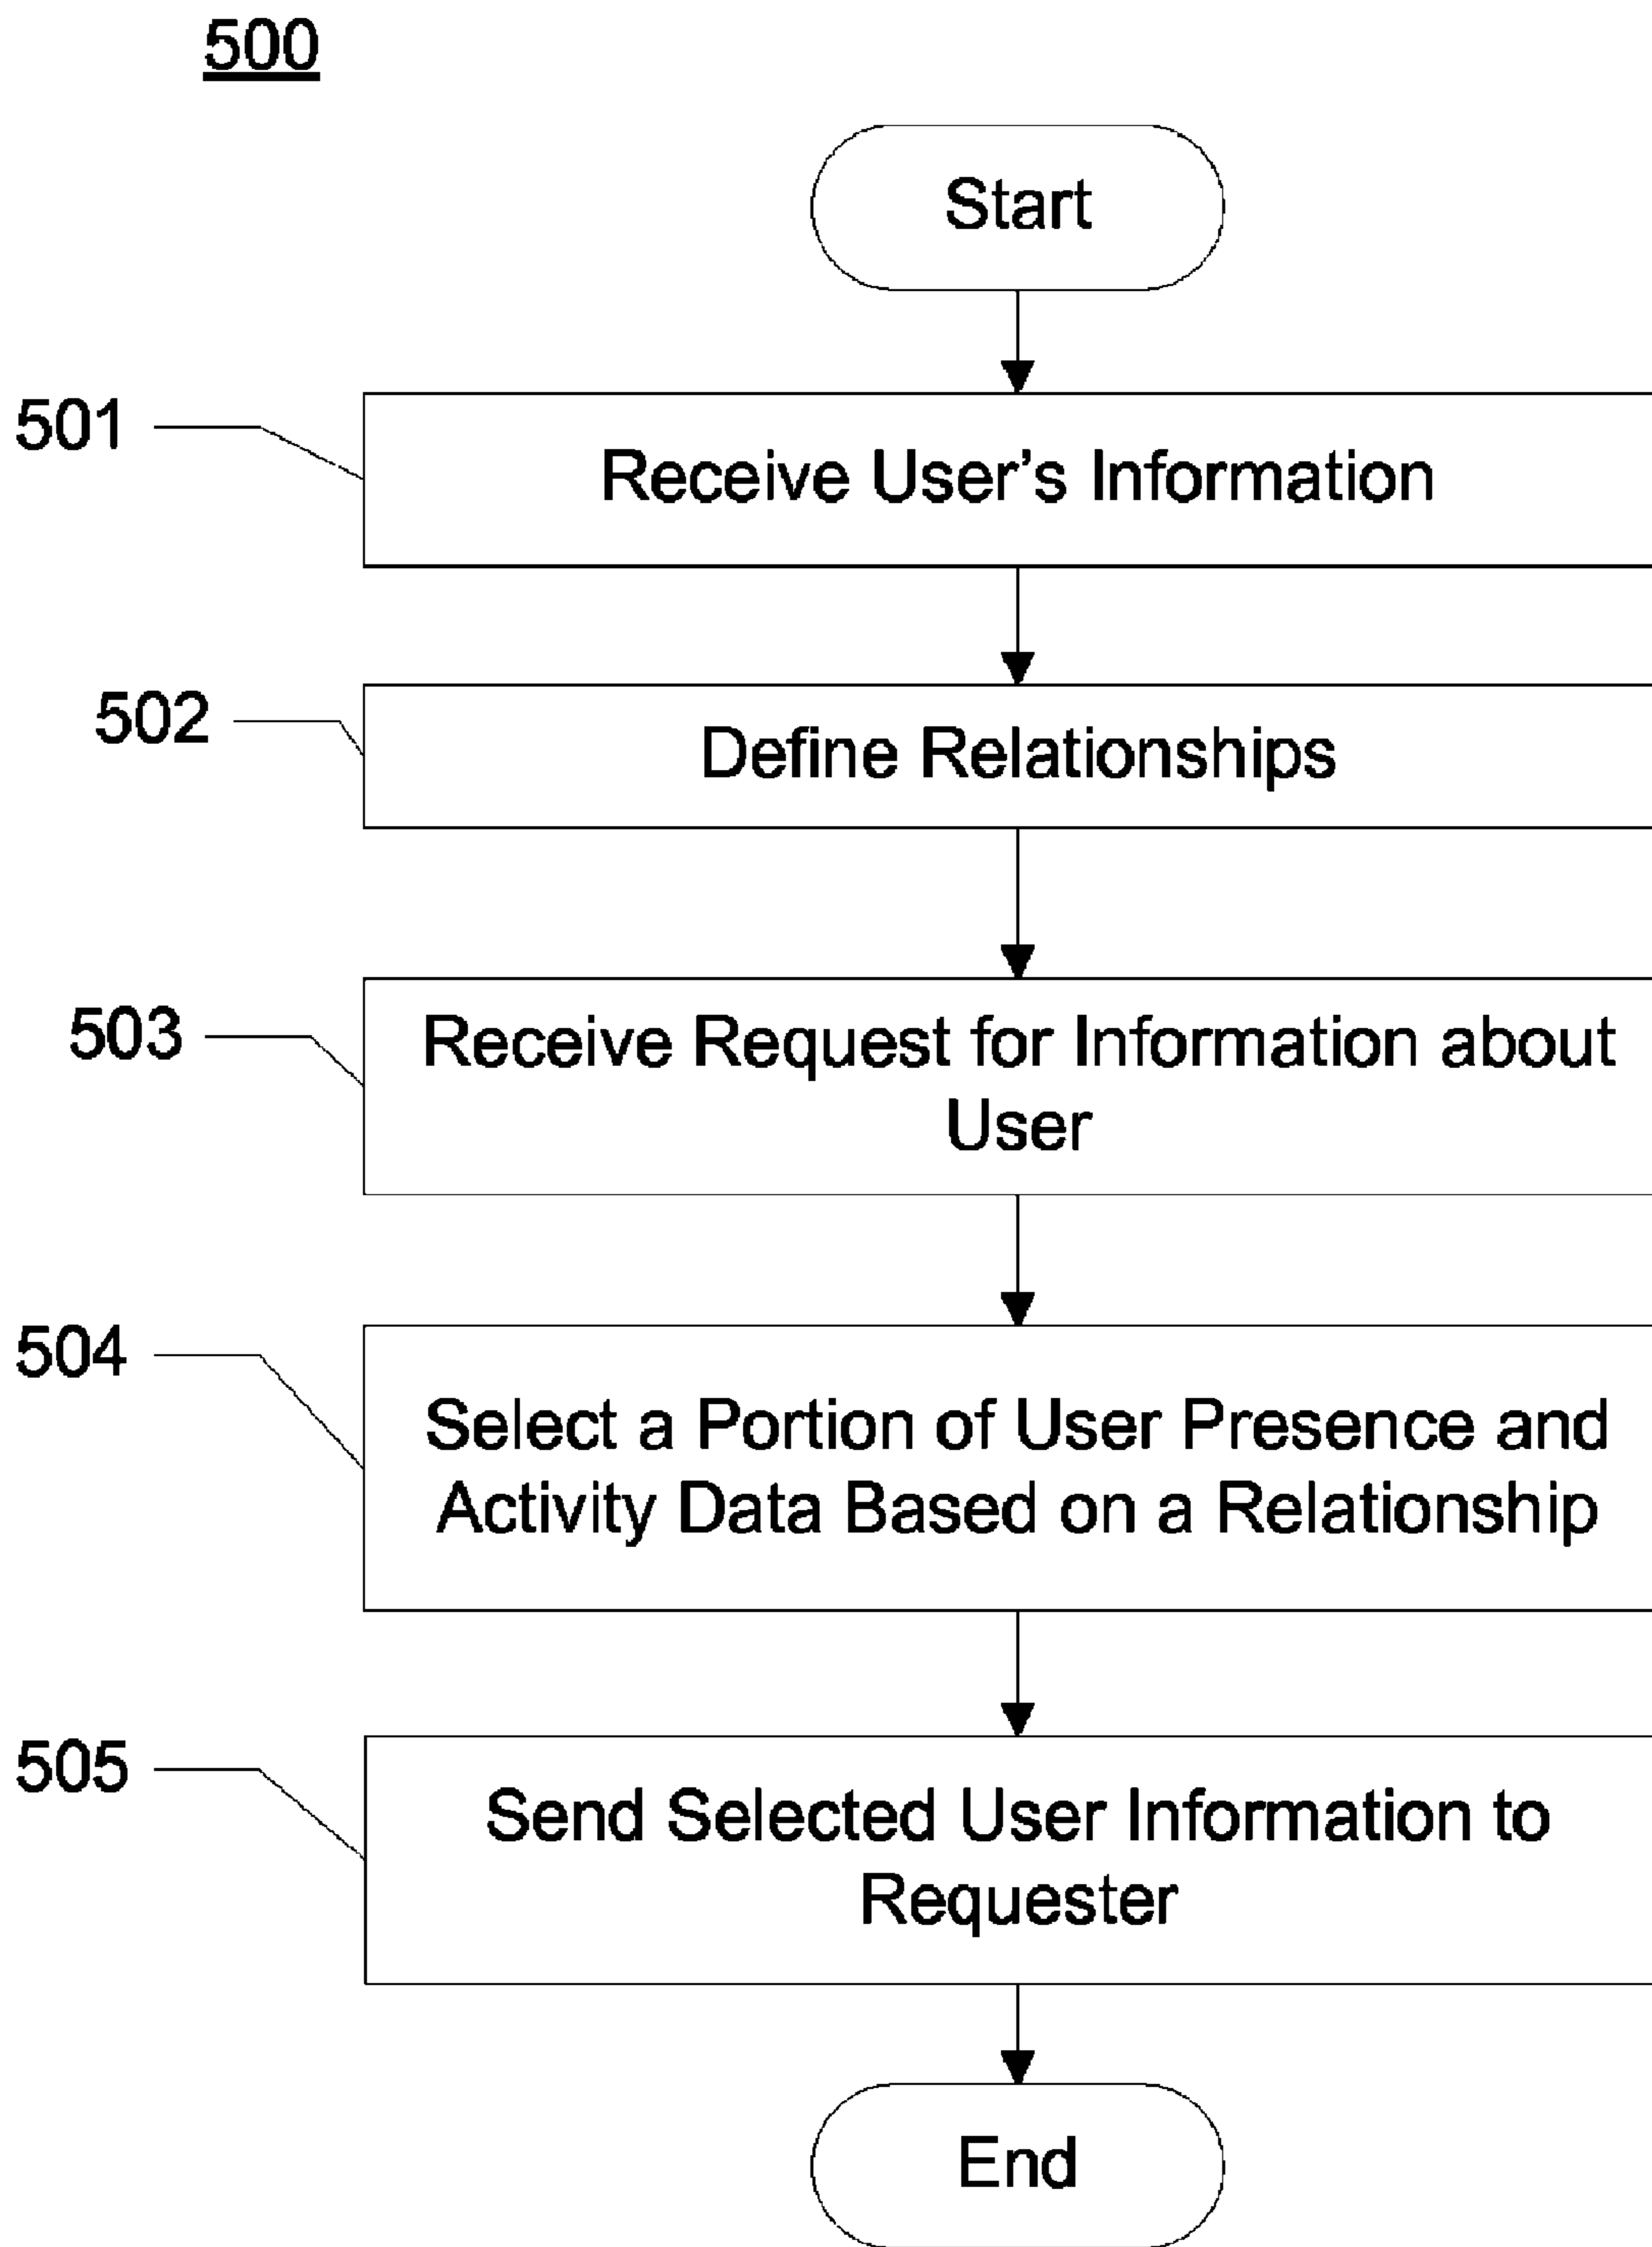 500
Start
501
Receive User's Information
502
Define Relationships
503
Receive Request for Information about
User
504
Select a Portion of User Presence and
Activity Data Based on a Relationship
505
Send Selected User Information to
Requester
End